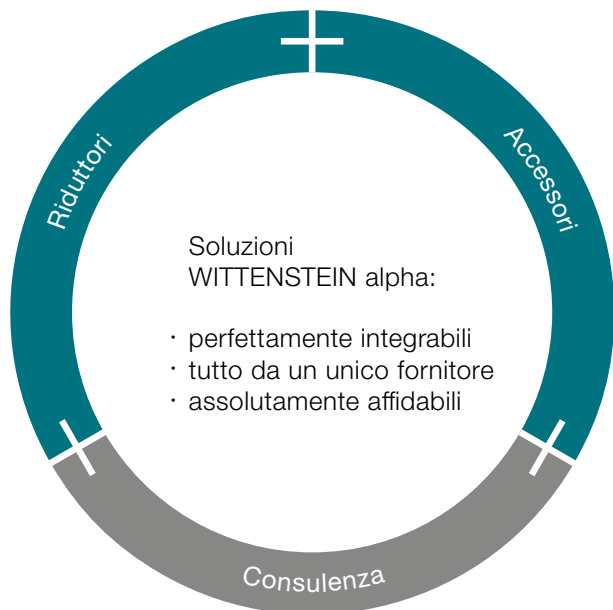 Riduttori
Accessori
Soluzioni
WITTENSTEIN alpha:
· perfettamente integrabili
· tutto da un unico fornitore
· assolutamente affidabili
Consulenza